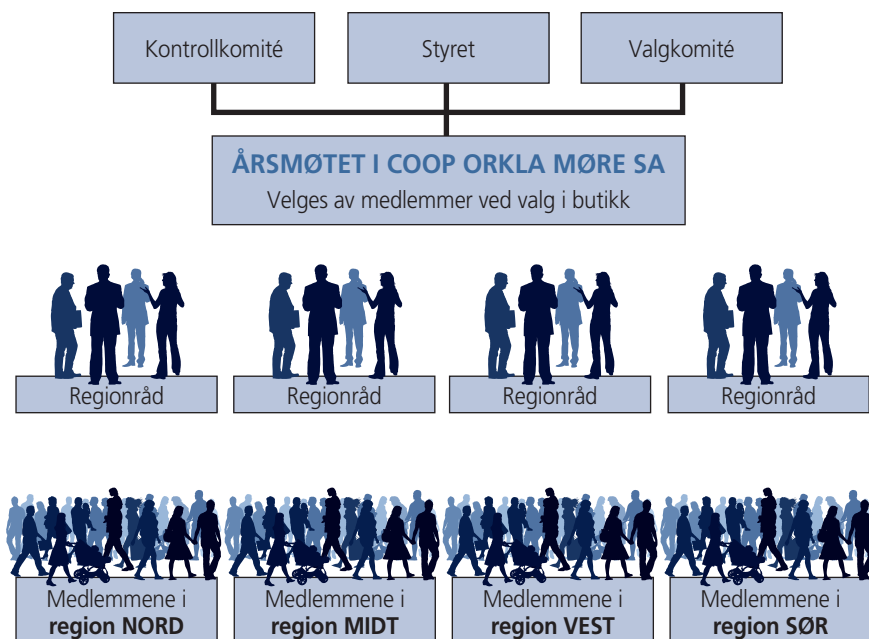 Kontrollkomité
Styret
Valgkomité
ÅRSMØTET I COOP ORKLA MØRE SA
Velges av medlemmer ved valg i butikk
Regionråd
Regionråd
Regionråd
Regionråd
Medlemmene i
region NORD
Medlemmene i
region MIDT
Medlemmene i
region VEST
Medlemmene i
region SØR